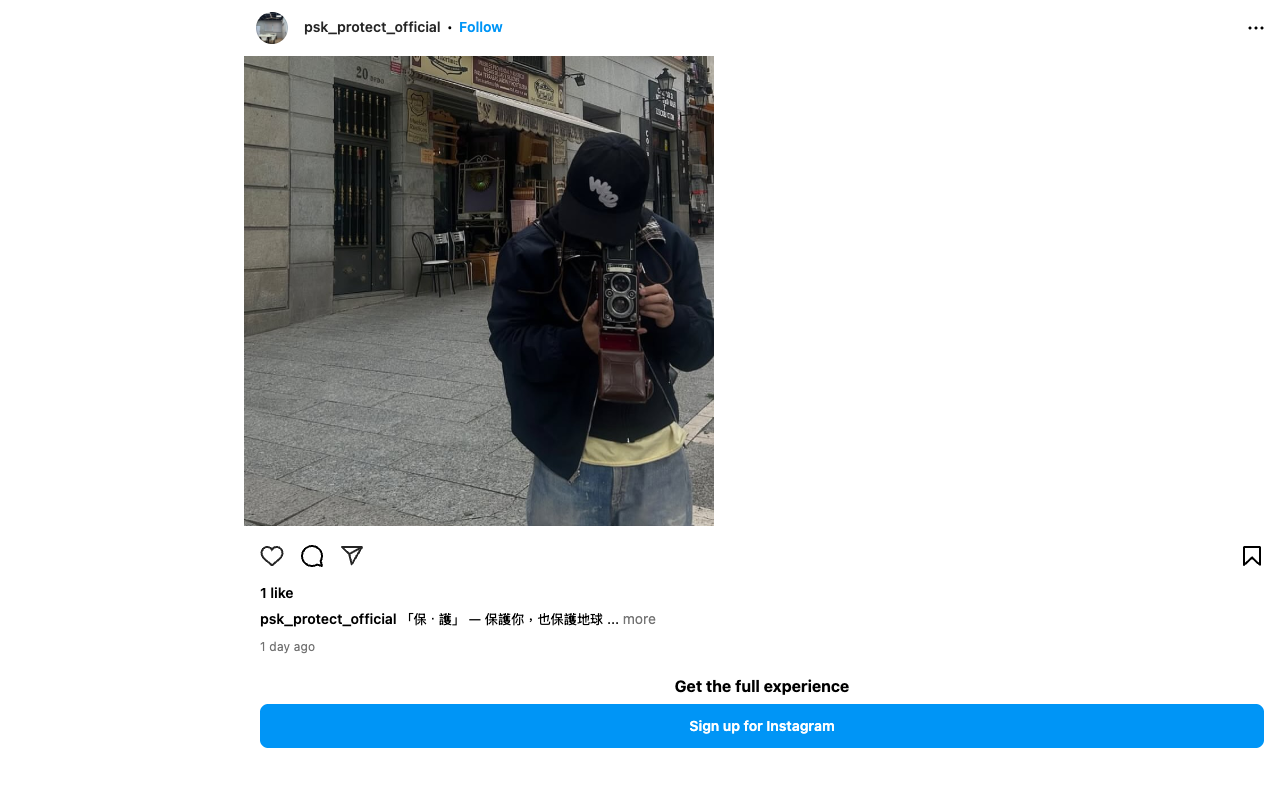 psk_protect_official • Follow
20
wte
1 like
psk_protect_official 「保·護」 — 保護你，也保護地球 ... more
1 day ago
Get the full experience
Sign up for Instagram